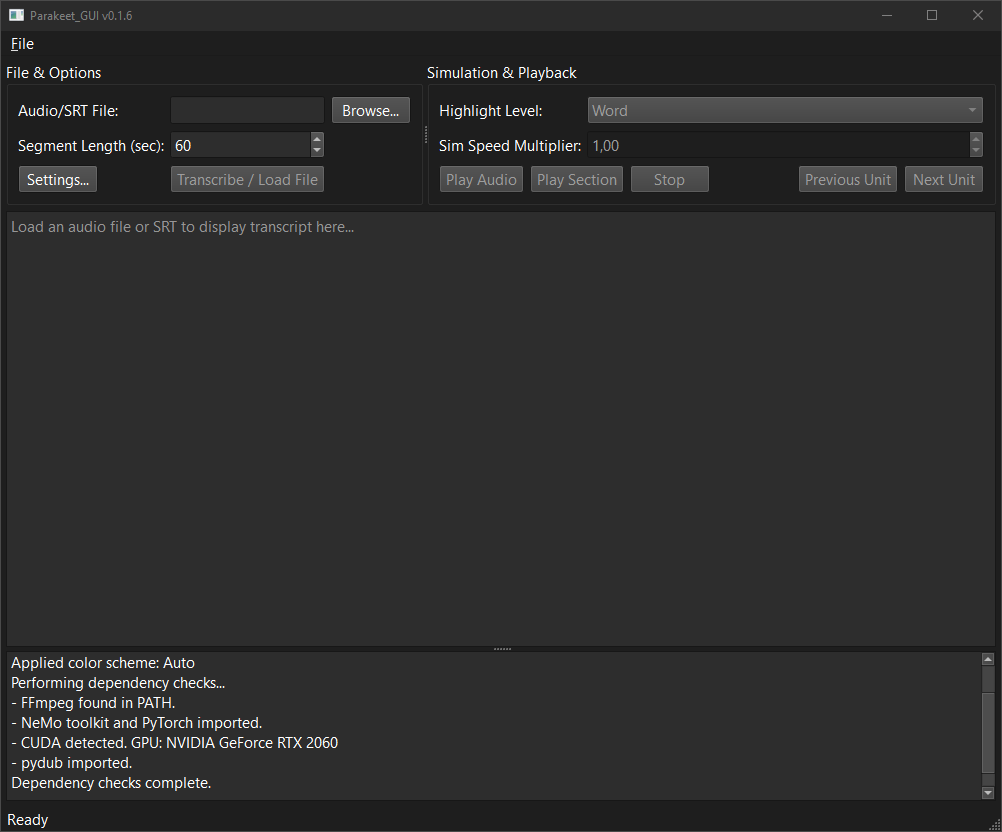 Parakeet_GUI v0.1.6
File
File & Options
Audio/SRT File:
Browse...
Segment Length (sec):
60
Settings...
Transcribe / Load File
Simulation & Playback
Highlight Level:
Word
Sim Speed Multiplier:
1,00
Play Audio
Play Section
Stop
Previous Unit
Next Unit
Load an audio file or SRT to display transcript here...
Applied color scheme: Auto
Performing dependency checks...
- FFmpeg found in PATH.
- NeMo toolkit and PyTorch imported.
- CUDA detected. GPU: NVIDIA GeForce RTX 2060
- pydub imported.
Dependency checks complete.
Ready